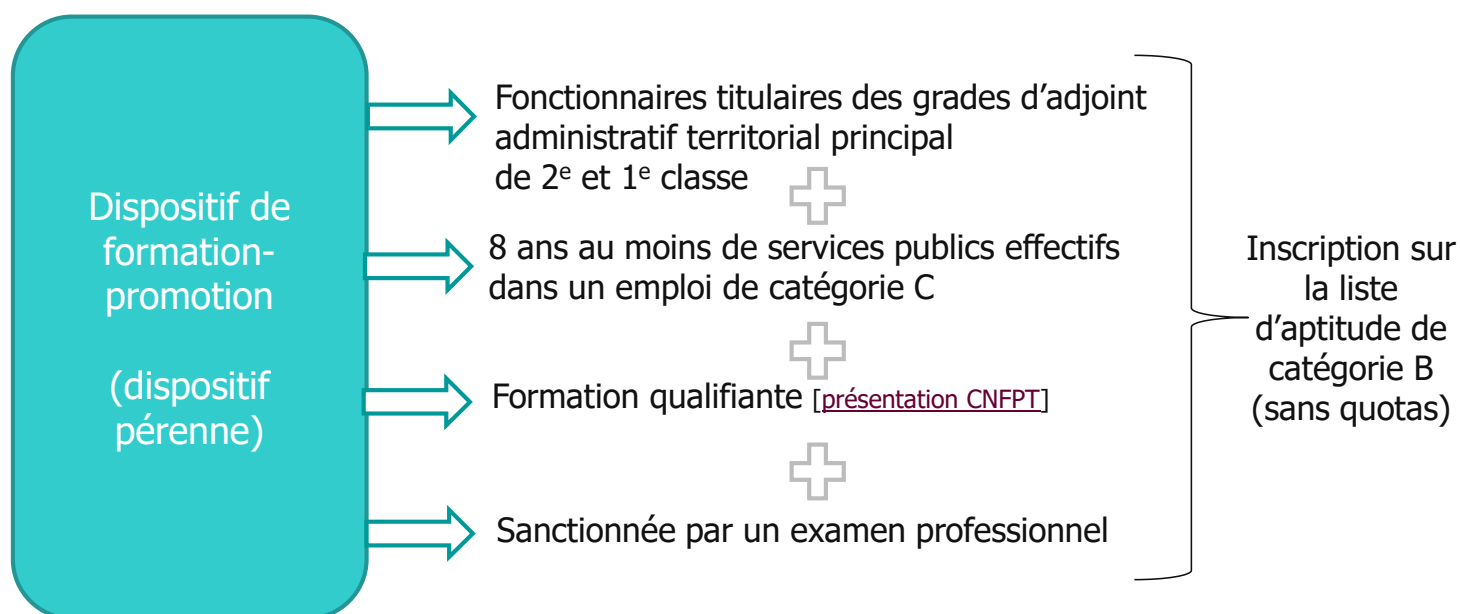 Dispositif de
formation-
promotion
(dispositif
pérenne)
Fonctionnaires titulaires des grades d’adjoint
administratif territorial principal
de 2e et 1e classe
8 ans au moins de services publics effectifs
dans un emploi de catégorie C
Formation qualifiante [présentation CNFPT]
Sanctionnée par un examen professionnel
Inscription sur
la liste
d’aptitude de
catégorie B
(sans quotas)